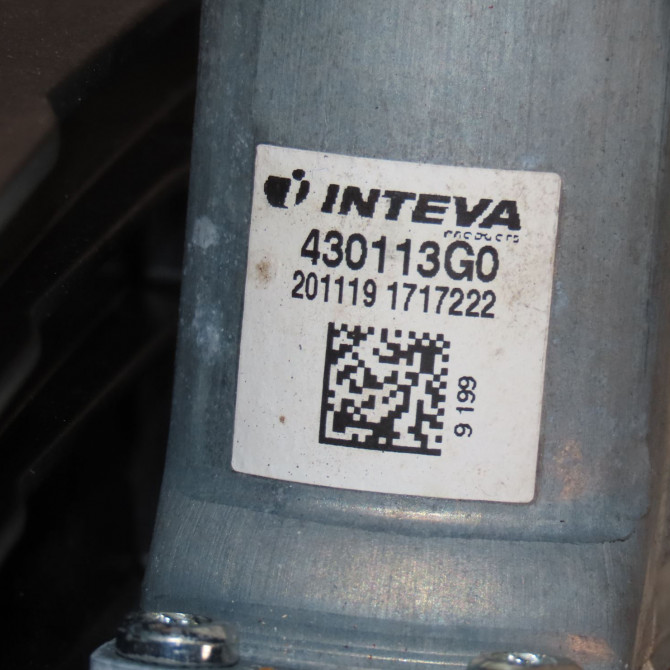 INTEVA
PRODUCTS
430113G0
201119 1717222
9 199